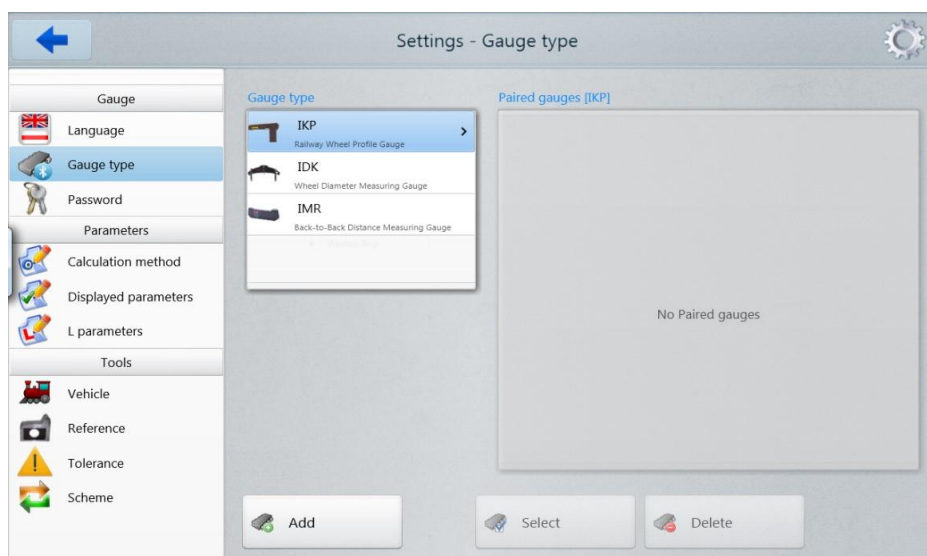 Settings - Gauge type
Gauge
Language
Gauge type
Password
Parameters
Calculation method
Displayed parameters
L parameters
Tools
Vehicle
Reference
Tolerance
Scheme
Gauge type
IKP
Railway Wheel Profile Gauge
IDK
Wheel Diameter Measuring Gauge
IMR
Back-to-Back Distance Measuring Gauge
Paired gauges [IKP]
No Paired gauges
Add
Select
Delete